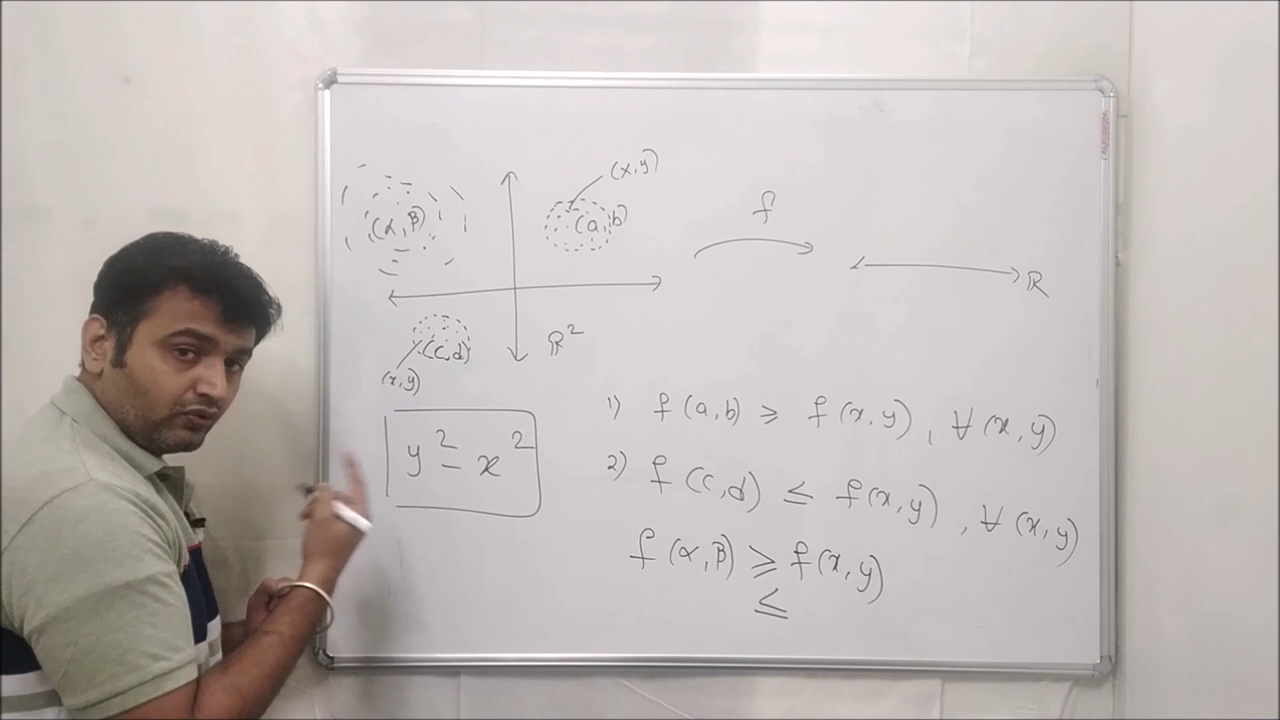 (x,y)
(α,β)
(a,b)
f
ℝ
ℝ²
(c,d)
(x,y)
y² - x²
1) f(a,b) ⩾ f(x,y), ∀(x,y)
2) f(c,d) ≤ f(x,y), ∀(x,y)
f(α,β) ⩾ f(x,y)
≤